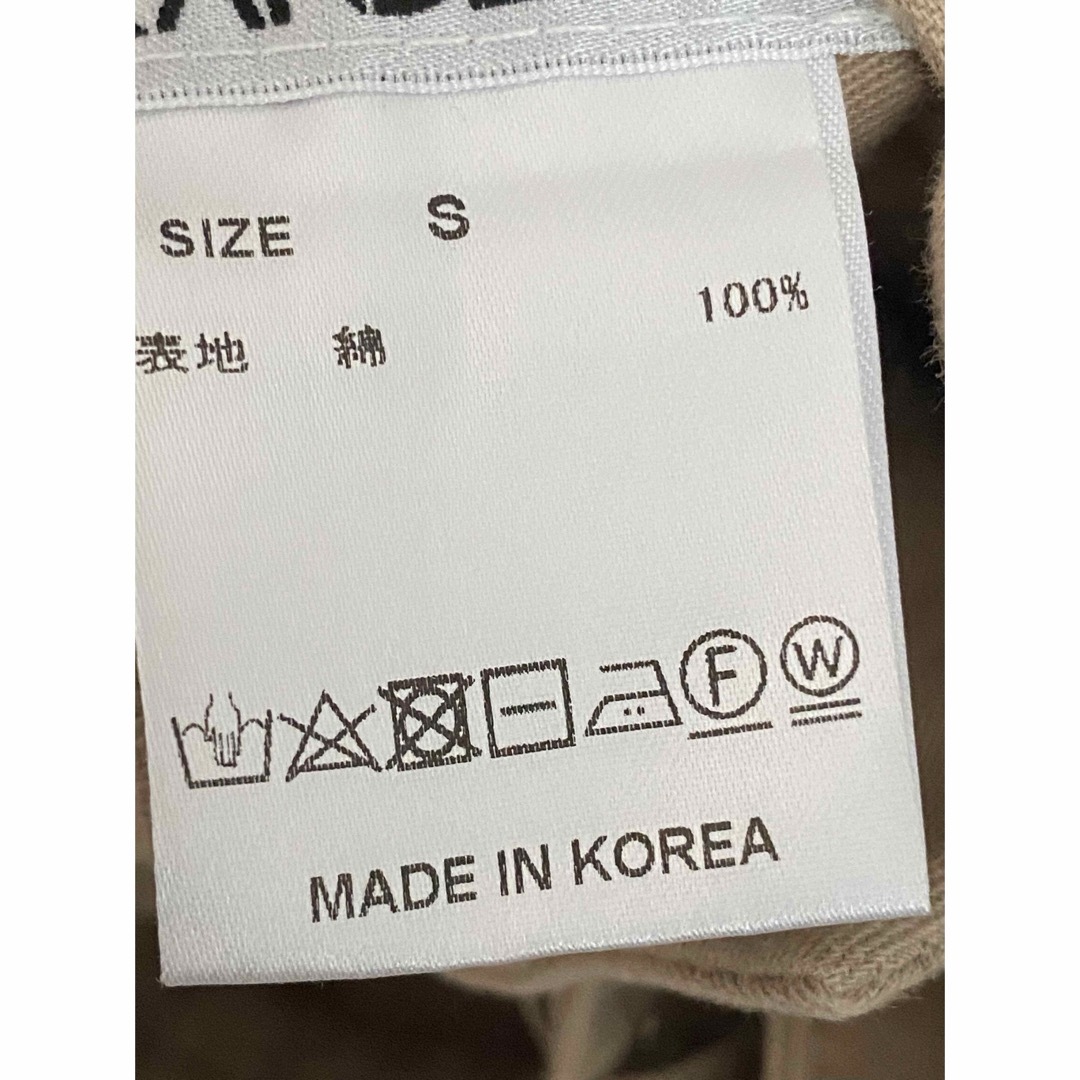 SIZE S
100%
表地 綿
F W
MADE IN KOREA